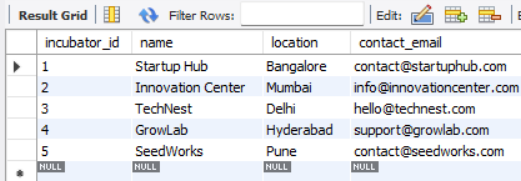 Result Grid Filter Rows: Edit:
incubator_id name location contact_email
1 Startup Hub Bangalore contact@startuphub.com
2 Innovation Center Mumbai info@innovationcenter.com
3 TechNest Delhi hello@technest.com
4 GrowLab Hyderabad support@growlab.com
5 SeedWorks Pune contact@seedworks.com
NULL NULL NULL NULL